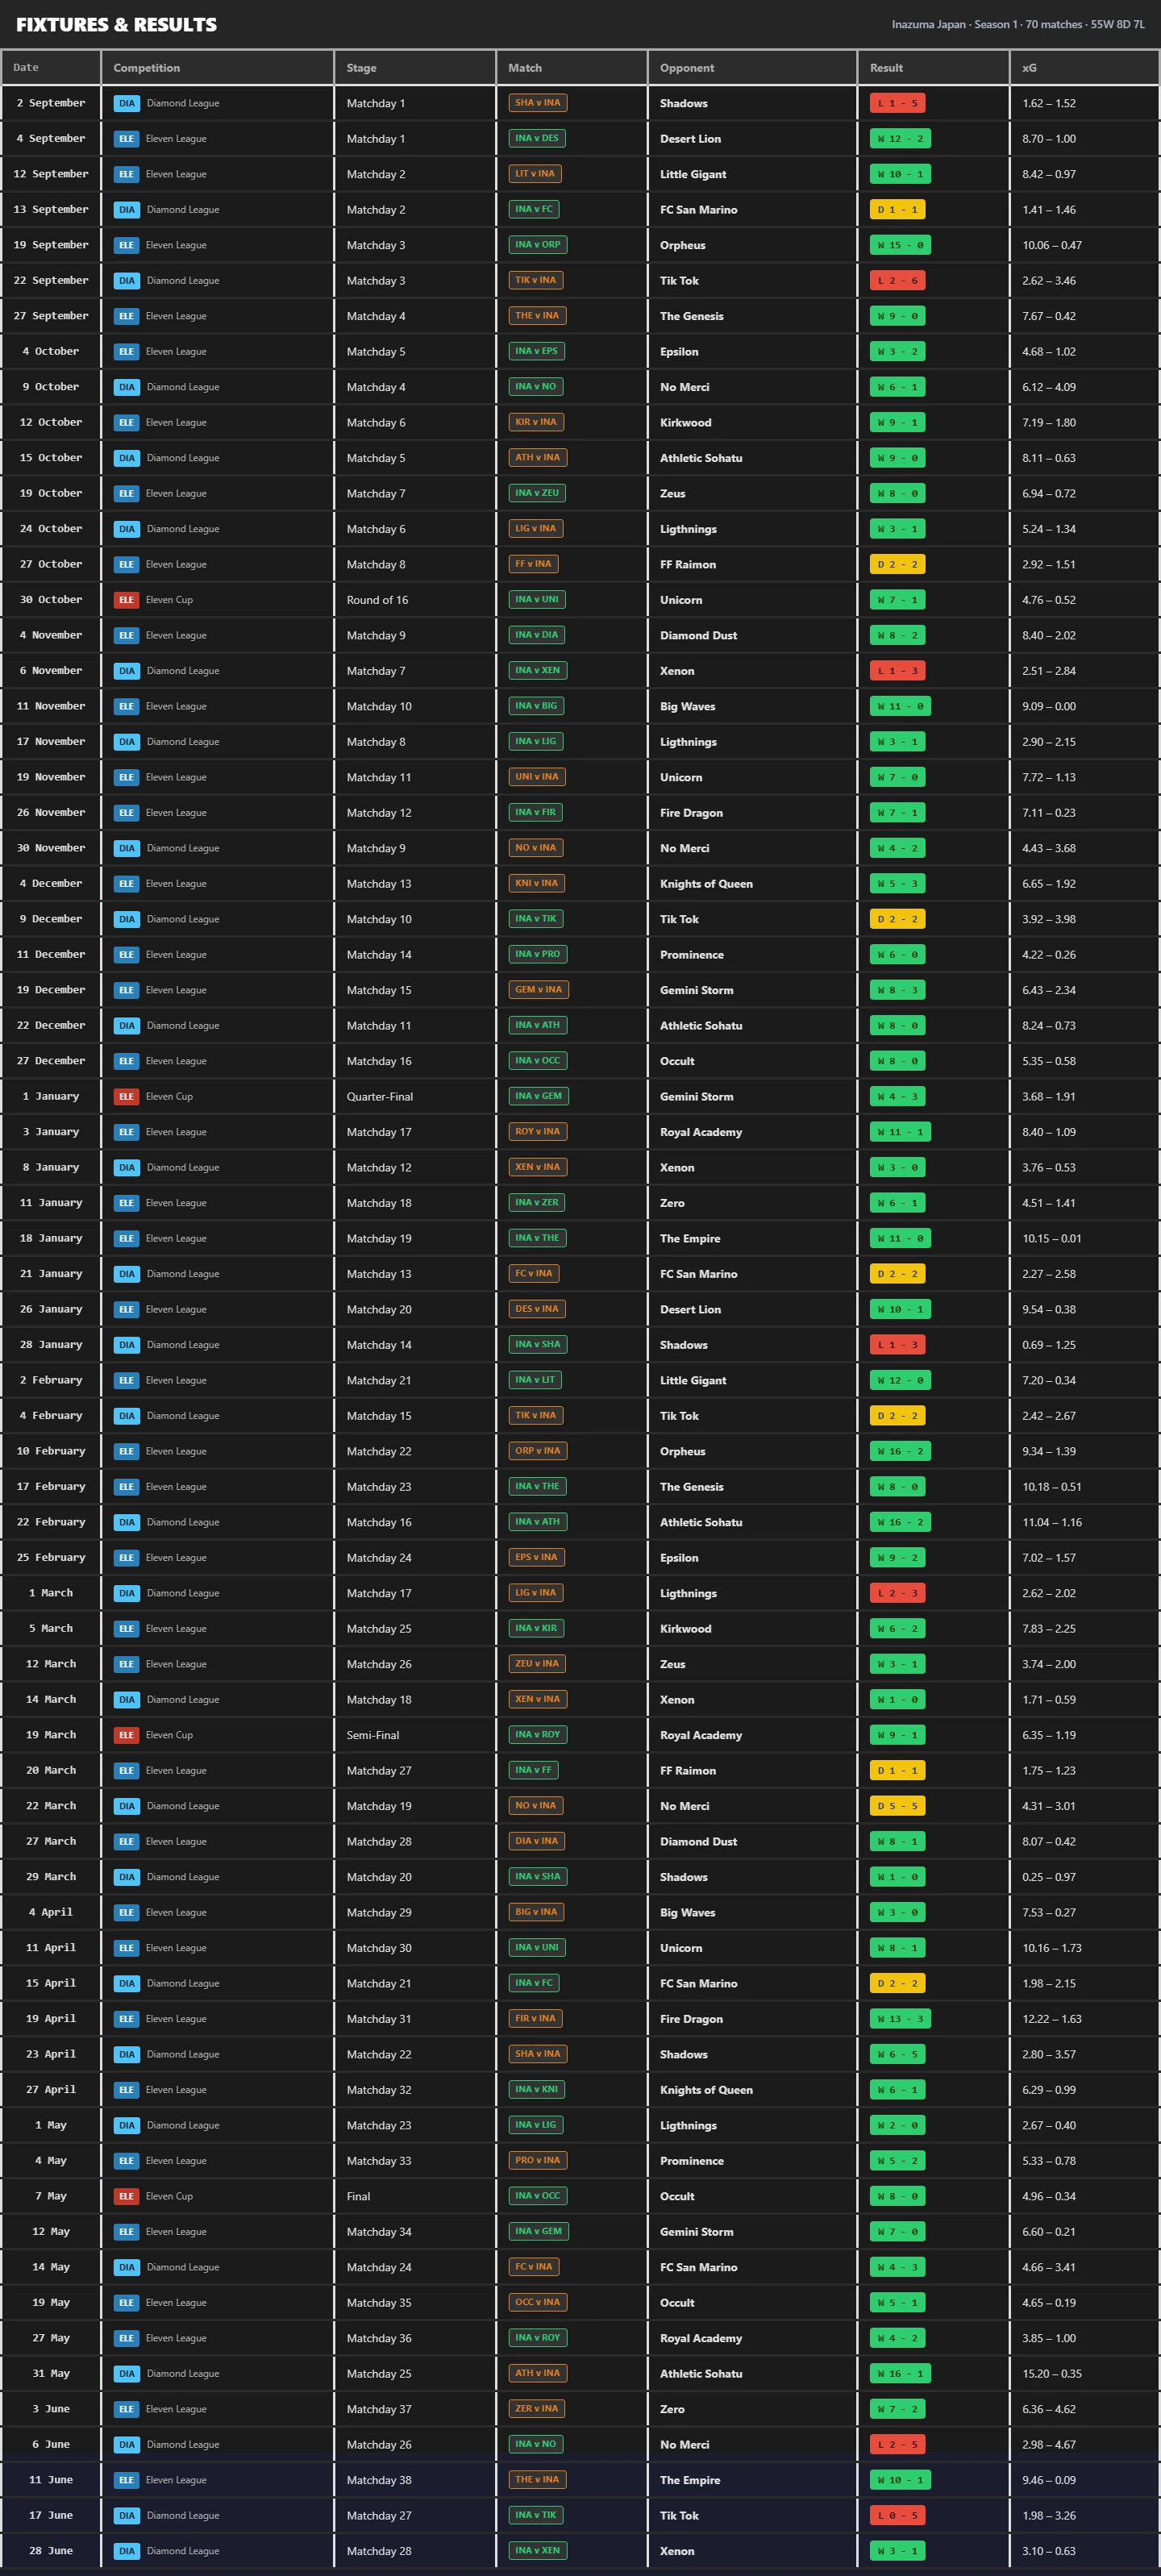 FIXTURES & RESULTS Inazuma Japan · Season 1 · 70 matches · 55W 8D 7L
Date Competition Stage Match Opponent Result xG
2 September DIA Diamond League Matchday 1 SHA v INA Shadows L 1 - 5 1.62 – 1.52
4 September ELE Eleven League Matchday 1 INA v DES Desert Lion W 12 - 2 8.70 – 1.00
12 September ELE Eleven League Matchday 2 LIT v INA Little Gigant W 10 - 1 8.42 – 0.97
13 September DIA Diamond League Matchday 2 INA v FC FC San Marino D 1 - 1 1.41 – 1.46
19 September ELE Eleven League Matchday 3 INA v ORP Orpheus W 15 - 0 10.06 – 0.47
22 September DIA Diamond League Matchday 3 TIK v INA Tik Tok L 2 - 6 2.62 – 3.46
27 September ELE Eleven League Matchday 4 THE v INA The Genesis W 9 - 0 7.67 – 0.42
4 October ELE Eleven League Matchday 5 INA v EPS Epsilon W 3 - 2 4.68 – 1.02
9 October DIA Diamond League Matchday 4 INA v NO No Merci W 6 - 1 6.12 – 4.09
12 October ELE Eleven League Matchday 6 KIR v INA Kirkwood W 9 - 1 7.19 – 1.80
15 October DIA Diamond League Matchday 5 ATH v INA Athletic Sohatu W 9 - 0 8.11 – 0.63
19 October ELE Eleven League Matchday 7 INA v ZEU Zeus W 8 - 0 6.94 – 0.72
24 October DIA Diamond League Matchday 6 LIG v INA Ligthnings W 3 - 1 5.24 – 1.34
27 October ELE Eleven League Matchday 8 FF v INA FF Raimon D 2 - 2 2.92 – 1.51
30 October ELE Eleven Cup Round of 16 INA v UNI Unicorn W 7 - 1 4.76 – 0.52
4 November ELE Eleven League Matchday 9 INA v DIA Diamond Dust W 8 - 2 8.40 – 2.02
6 November DIA Diamond League Matchday 7 INA v XEN Xenon L 1 - 3 2.51 – 2.84
11 November ELE Eleven League Matchday 10 INA v BIG Big Waves W 11 - 0 9.09 – 0.00
17 November DIA Diamond League Matchday 8 INA v LIG Ligthnings W 3 - 1 2.90 – 2.15
19 November ELE Eleven League Matchday 11 UNI v INA Unicorn W 7 - 0 7.72 – 1.13
26 November ELE Eleven League Matchday 12 INA v FIR Fire Dragon W 7 - 1 7.11 – 0.23
30 November DIA Diamond League Matchday 9 NO v INA No Merci W 4 - 2 4.43 – 3.68
4 December ELE Eleven League Matchday 13 KNI v INA Knights of Queen W 5 - 3 6.65 – 1.92
9 December DIA Diamond League Matchday 10 INA v TIK Tik Tok D 2 - 2 3.92 – 3.98
11 December ELE Eleven League Matchday 14 INA v PRO Prominence W 6 - 0 4.22 – 0.26
19 December ELE Eleven League Matchday 15 GEM v INA Gemini Storm W 8 - 3 6.43 – 2.34
22 December DIA Diamond League Matchday 11 INA v ATH Athletic Sohatu W 8 - 0 8.24 – 0.73
27 December ELE Eleven League Matchday 16 INA v OCC Occult W 8 - 0 5.35 – 0.58
1 January ELE Eleven Cup Quarter-Final INA v GEM Gemini Storm W 4 - 3 3.68 – 1.91
3 January ELE Eleven League Matchday 17 ROY v INA Royal Academy W 11 - 1 8.40 – 1.09
8 January DIA Diamond League Matchday 12 XEN v INA Xenon W 3 - 0 3.76 – 0.53
11 January ELE Eleven League Matchday 18 INA v ZER Zero W 6 - 1 4.51 – 1.41
18 January ELE Eleven League Matchday 19 INA v THE The Empire W 11 - 0 10.15 – 0.01
21 January DIA Diamond League Matchday 13 FC v INA FC San Marino D 2 - 2 2.27 – 2.58
26 January ELE Eleven League Matchday 20 DES v INA Desert Lion W 10 - 1 9.54 – 0.38
28 January DIA Diamond League Matchday 14 INA v SHA Shadows L 1 - 3 0.69 – 1.25
2 February ELE Eleven League Matchday 21 INA v LIT Little Gigant W 12 - 0 7.20 – 0.34
4 February DIA Diamond League Matchday 15 TIK v INA Tik Tok D 2 - 2 2.42 – 2.67
10 February ELE Eleven League Matchday 22 ORP v INA Orpheus W 16 - 2 9.34 – 1.39
17 February ELE Eleven League Matchday 23 INA v THE The Genesis W 8 - 0 10.18 – 0.51
22 February DIA Diamond League Matchday 16 INA v ATH Athletic Sohatu W 16 - 2 11.04 – 1.16
25 February ELE Eleven League Matchday 24 EPS v INA Epsilon W 9 - 2 7.02 – 1.57
1 March DIA Diamond League Matchday 17 LIG v INA Ligthnings L 2 - 3 2.62 – 2.02
5 March ELE Eleven League Matchday 25 INA v KIR Kirkwood W 6 - 2 7.83 – 2.25
12 March ELE Eleven League Matchday 26 ZEU v INA Zeus W 3 - 1 3.74 – 2.00
14 March DIA Diamond League Matchday 18 XEN v INA Xenon W 1 - 0 1.71 – 0.59
19 March ELE Eleven Cup Semi-Final INA v ROY Royal Academy W 9 - 1 6.35 – 1.19
20 March ELE Eleven League Matchday 27 INA v FF FF Raimon D 1 - 1 1.75 – 1.23
22 March DIA Diamond League Matchday 19 NO v INA No Merci D 5 - 5 4.31 – 3.01
27 March ELE Eleven League Matchday 28 DIA v INA Diamond Dust W 8 - 1 8.07 – 0.42
29 March DIA Diamond League Matchday 20 INA v SHA Shadows W 1 - 0 0.25 – 0.97
4 April ELE Eleven League Matchday 29 BIG v INA Big Waves W 3 - 0 7.53 – 0.27
11 April ELE Eleven League Matchday 30 INA v UNI Unicorn W 8 - 1 10.16 – 1.73
15 April DIA Diamond League Matchday 21 INA v FC FC San Marino D 2 - 2 1.98 – 2.15
19 April ELE Eleven League Matchday 31 FIR v INA Fire Dragon W 13 - 3 12.22 – 1.63
23 April DIA Diamond League Matchday 22 SHA v INA Shadows W 6 - 5 2.80 – 3.57
27 April ELE Eleven League Matchday 32 INA v KNI Knights of Queen W 6 - 1 6.29 – 0.99
1 May DIA Diamond League Matchday 23 INA v LIG Ligthnings W 2 - 0 2.67 – 0.40
4 May ELE Eleven League Matchday 33 PRO v INA Prominence W 5 - 2 5.33 – 0.78
7 May ELE Eleven Cup Final INA v OCC Occult W 8 - 0 4.96 – 0.34
12 May ELE Eleven League Matchday 34 INA v GEM Gemini Storm W 7 - 0 6.60 – 0.21
14 May DIA Diamond League Matchday 24 FC v INA FC San Marino W 4 - 3 4.66 – 3.41
19 May ELE Eleven League Matchday 35 OCC v INA Occult W 5 - 1 4.65 – 0.19
27 May ELE Eleven League Matchday 36 INA v ROY Royal Academy W 4 - 2 3.85 – 1.00
31 May DIA Diamond League Matchday 25 ATH v INA Athletic Sohatu W 16 - 1 15.20 – 0.35
3 June ELE Eleven League Matchday 37 ZER v INA Zero W 7 - 2 6.36 – 4.62
6 June DIA Diamond League Matchday 26 INA v NO No Merci L 2 - 5 2.98 – 4.67
11 June ELE Eleven League Matchday 38 THE v INA The Empire W 10 - 1 9.46 – 0.09
17 June DIA Diamond League Matchday 27 INA v TIK Tik Tok L 0 - 5 1.98 – 3.26
28 June DIA Diamond League Matchday 28 INA v XEN Xenon W 3 - 1 3.10 – 0.63